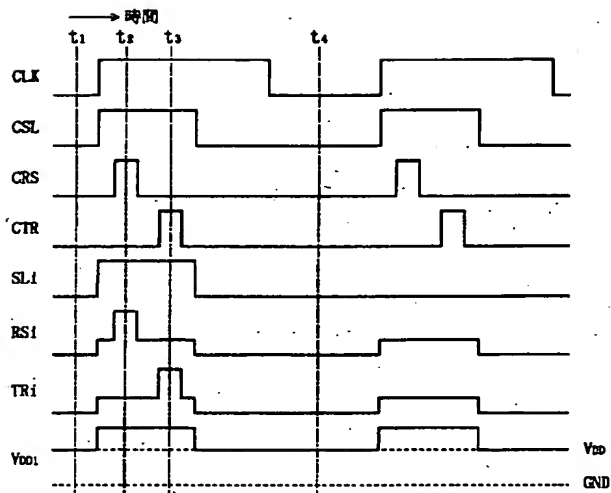 時間
t1 t2 t3 t4
CLK
CSL
CRS
CTR
SLi
RSi
TRi
VDD1 VDD
GND